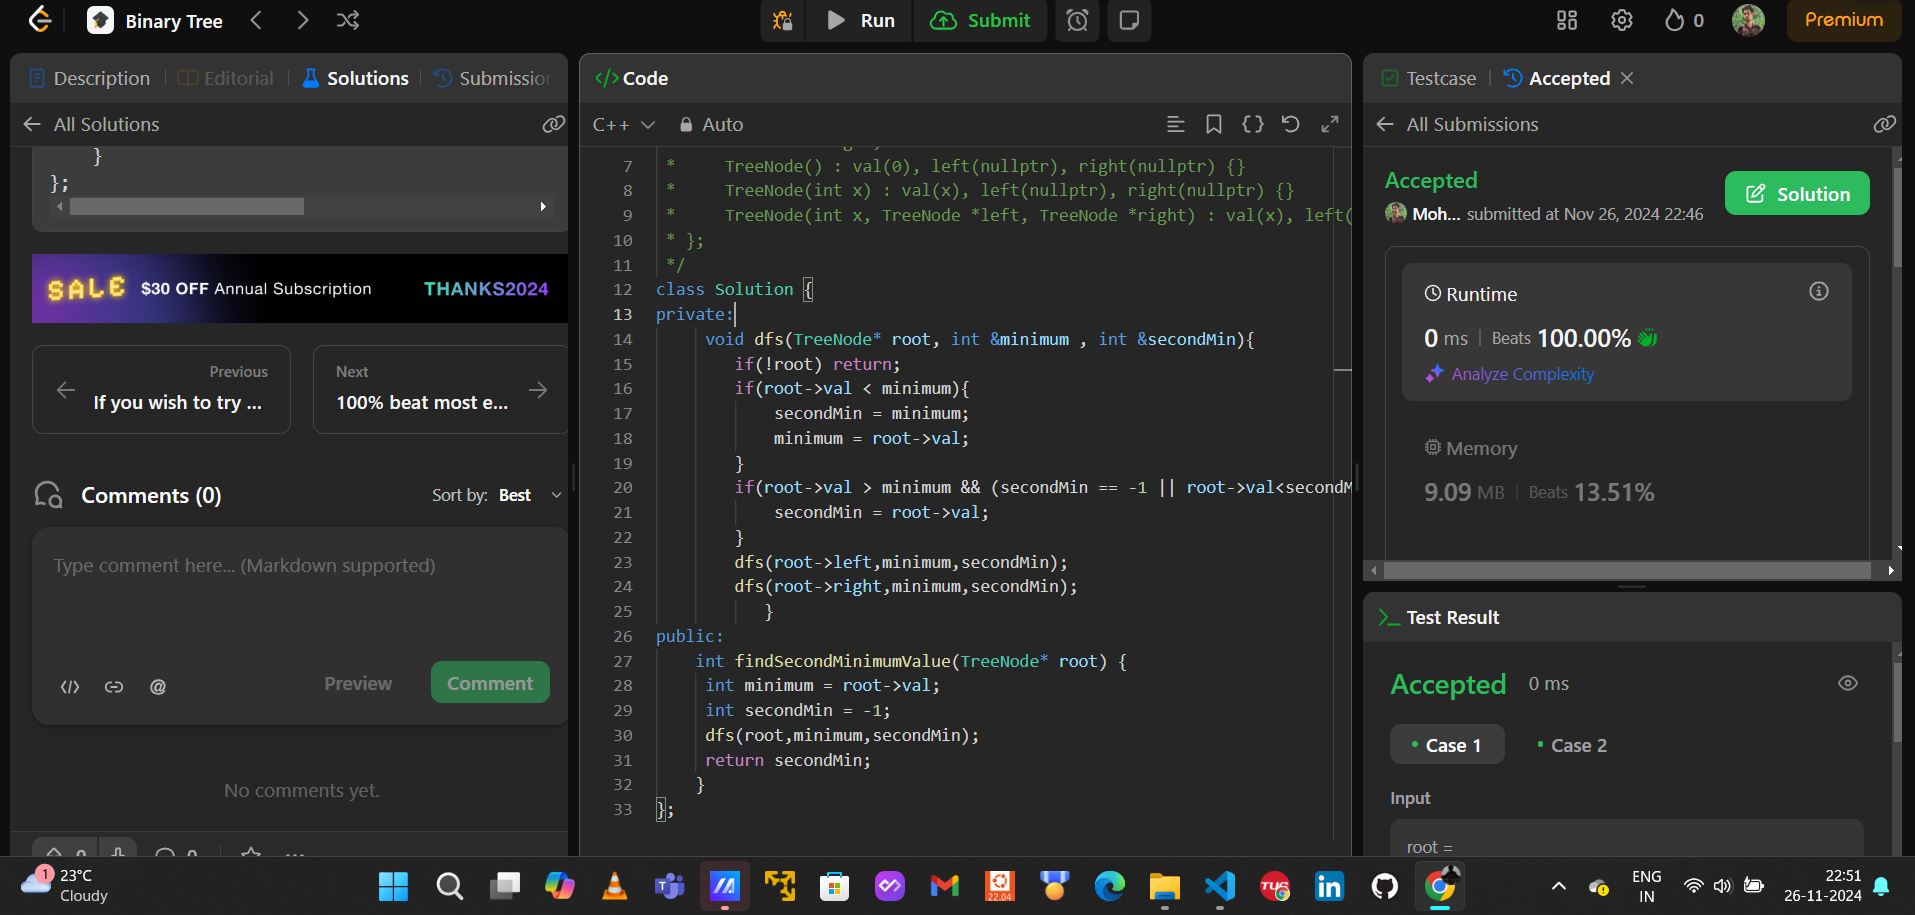 Binary Tree
Run
Submit
0
Premium
Description
Editorial
Solutions
Submission
All Solutions
}
};
SALE $30 OFF Annual Subscription THANKS2024
Previous
If you wish to try ...
Next
100% beat most e...
Comments (0)
Sort by: Best
Type comment here... (Markdown supported)
@
Preview
Comment
No comments yet.
0
0
</> Code
C++
Auto
7 *     TreeNode() : val(0), left(nullptr), right(nullptr) {}
8 *     TreeNode(int x) : val(x), left(nullptr), right(nullptr) {}
9 *     TreeNode(int x, TreeNode *left, TreeNode *right) : val(x), left(
10 * };
11 */
12 class Solution {
13 private:
14     void dfs(TreeNode* root, int &minimum , int &secondMin){
15        if(!root) return;
16        if(root->val < minimum){
17            secondMin = minimum;
18            minimum = root->val;
19        }
20        if(root->val > minimum && (secondMin == -1 || root->val<secondM
21            secondMin = root->val;
22        }
23        dfs(root->left,minimum,secondMin);
24        dfs(root->right,minimum,secondMin);
25           }
26 public:
27    int findSecondMinimumValue(TreeNode* root) {
28     int minimum = root->val;
29     int secondMin = -1;
30     dfs(root,minimum,secondMin);
31     return secondMin;
32    }
33 };
Testcase
Accepted
All Submissions
Accepted
Moh... submitted at Nov 26, 2024 22:46
Solution
Runtime
0 ms
Beats 100.00%
Analyze Complexity
Memory
9.09 MB
Beats 13.51%
Test Result
Accepted
0 ms
Case 1
Case 2
Input
root =
1
23°C
Cloudy
22.04
TUS
ENG
IN
22:51
26-11-2024